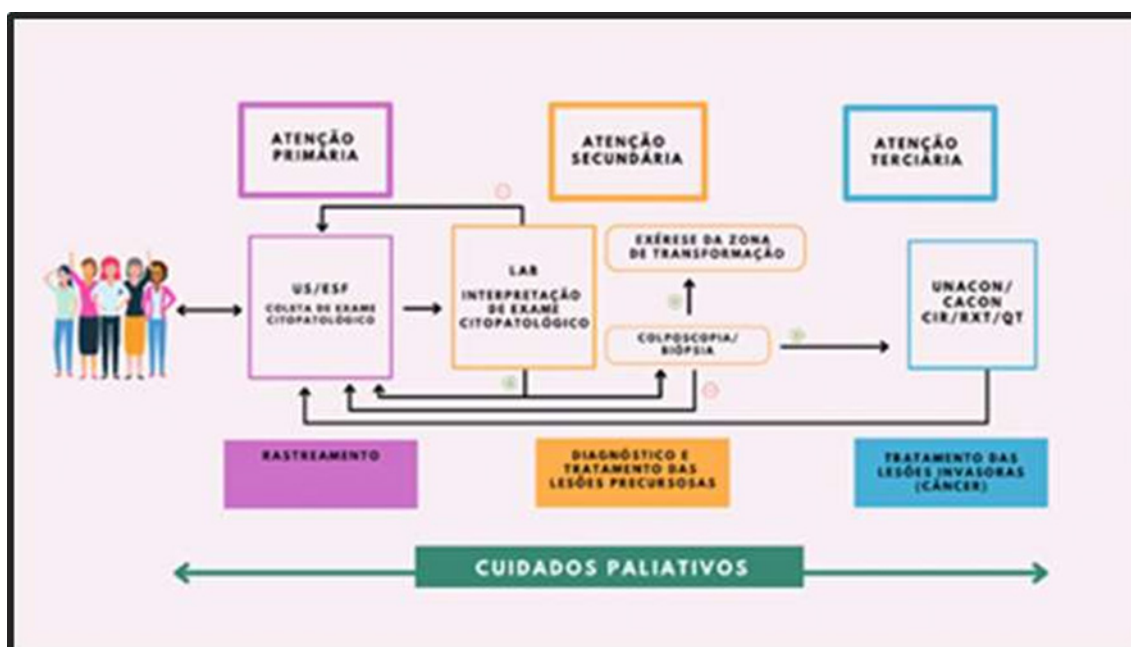 ATENÇÃO
PRIMÁRIA
ATENÇÃO
SECUNDÁRIA
ATENÇÃO
TERCIÁRIA
US/ESF
COLETA DE EXAME
CITOPATOLÓGICO
LAB
INTERPRETAÇÃO
DE EXAME
CITOPATOLÓGICO
EXÉRESE DA ZONA
DE TRANSFORMAÇÃO
COLPOSCOPIA/
BIÓPSIA
UNACON/
CACON
CIR/RXT/QT
RASTREAMENTO
DIAGNÓSTICO E
TRATAMENTO DAS
LESÕES PRECURSOSAS
TRATAMENTO DAS
LESÕES INVASORAS
(CÂNCER)
CUIDADOS PALIATIVOS